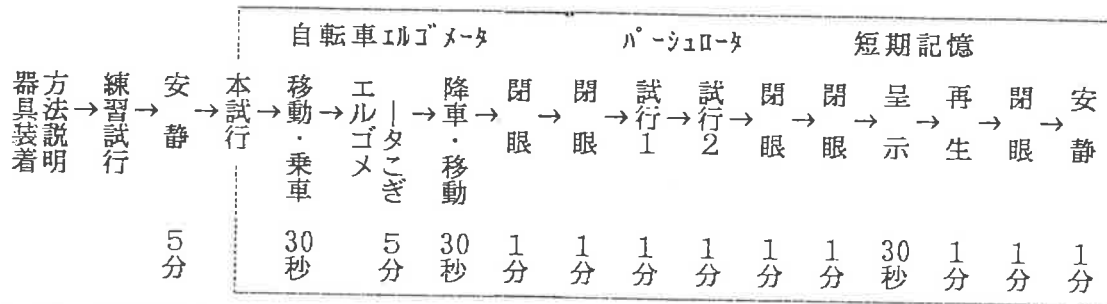 自転車エルゴメータ パーシュロータ 短期記憶
方法説明
器具装着
→
練習試行
→
安静
→
本試行
→
移動・乗車
→
エルゴメ
ータこぎ
→
降車・移動
→
閉眼
→
閉眼
→
試行1
→
試行2
→
閉眼
→
閉眼
→
呈示
→
再生
→
閉眼
→
安静
5分 30秒 5分 30秒 1分 1分 1分 1分 1分 1分 30秒 1分 1分 1分